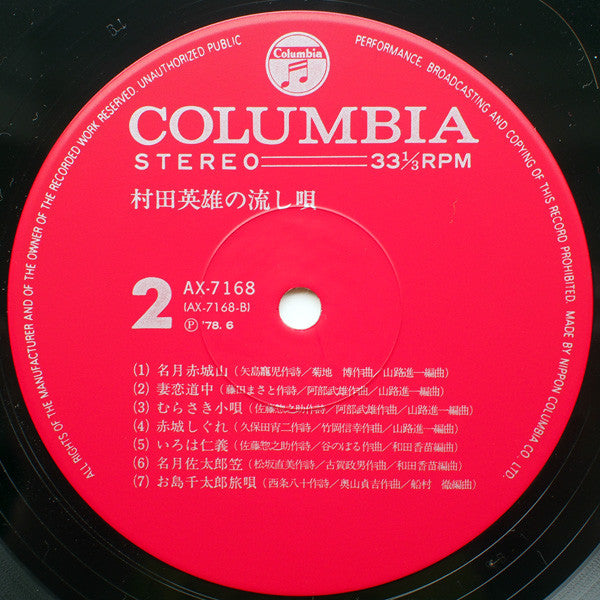 ALL RIGHTS OF THE MANUFACTURER AND OF THE OWNER OF THE RECORDED WORK RESERVED. UNAUTHORIZED PUBLIC PERFORMANCE, BROADCASTING AND COPYING OF THIS RECORD PROHIBITED. MADE BY NIPPON COLUMBIA CO LTD.
Columbia
COLUMBIA
STEREO 33⅓RPM
村田英雄の流し唄
2 AX-7168
(AX-7168-B)
Ⓟ '78. 6
(1) 名月赤城山(矢島寵児作詩/菊地 博作曲/山路進一編曲)
(2) 妻恋道中(藤田まさと作詩/阿部武雄作曲/山路進一編曲)
(3) むらさき小唄(佐藤惣之助作詩/阿部武雄作曲/山路進一編曲)
(4) 赤城しぐれ(久保田宵二作詩/竹岡信幸作曲/山路進一編曲)
(5) いろは仁義(佐藤惣之助作詩/谷のぼる作曲/和田香苗編曲)
(6) 名月佐太郎笠(松坂直美作詩/古賀政男作曲/和田香苗編曲)
(7) お島千太郎旅唄(西条八十作詩/奥山貞吉作曲/船村 徹編曲)